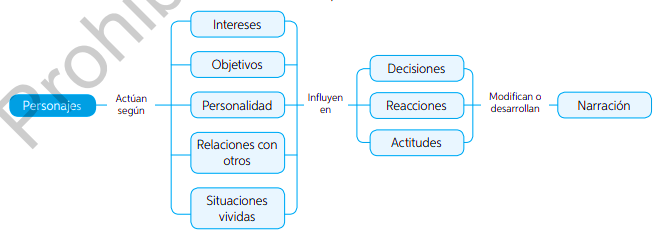 Prohib
Personajes
Actúan
según
Intereses
Objetivos
Personalidad
Relaciones con
otros
Situaciones
vividas
Influyen
en
Decisiones
Reacciones
Actitudes
Modifican o
desarrollan
Narración